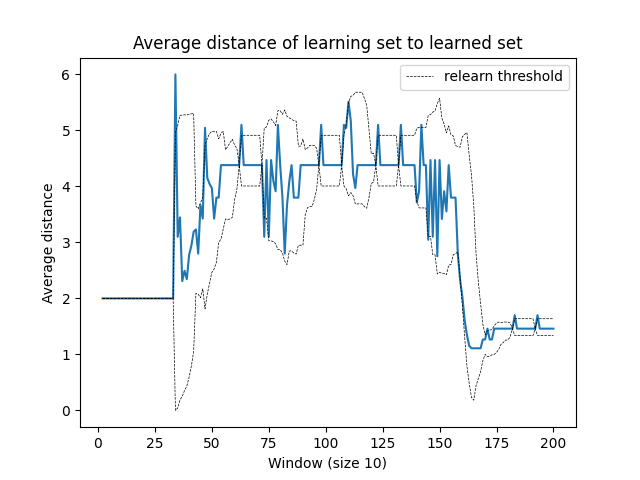 Average distance of learning set to learned set
relearn threshold
Average distance
6
5
4
3
2
1
0
0 25 50 75 100 125 150 175 200
Window (size 10)